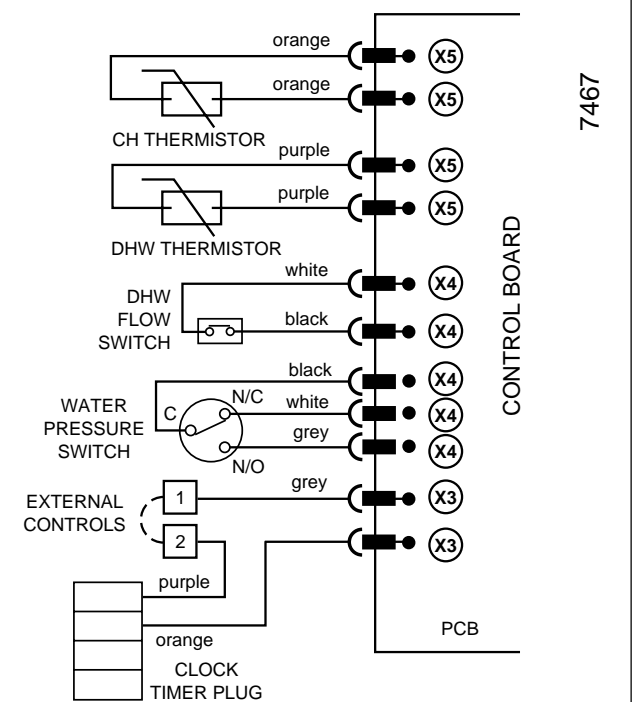 orange
X5
orange
X5
CH THERMISTOR
purple
X5
purple
X5
DHW THERMISTOR
white
X4
DHW
FLOW
SWITCH
black
X4
black
X4
WATER
PRESSURE
SWITCH
C
N/C
white
X4
grey
X4
N/O
EXTERNAL
CONTROLS
1
grey
X3
2
X3
purple
orange
CLOCK
TIMER PLUG
PCB
CONTROL BOARD
7467